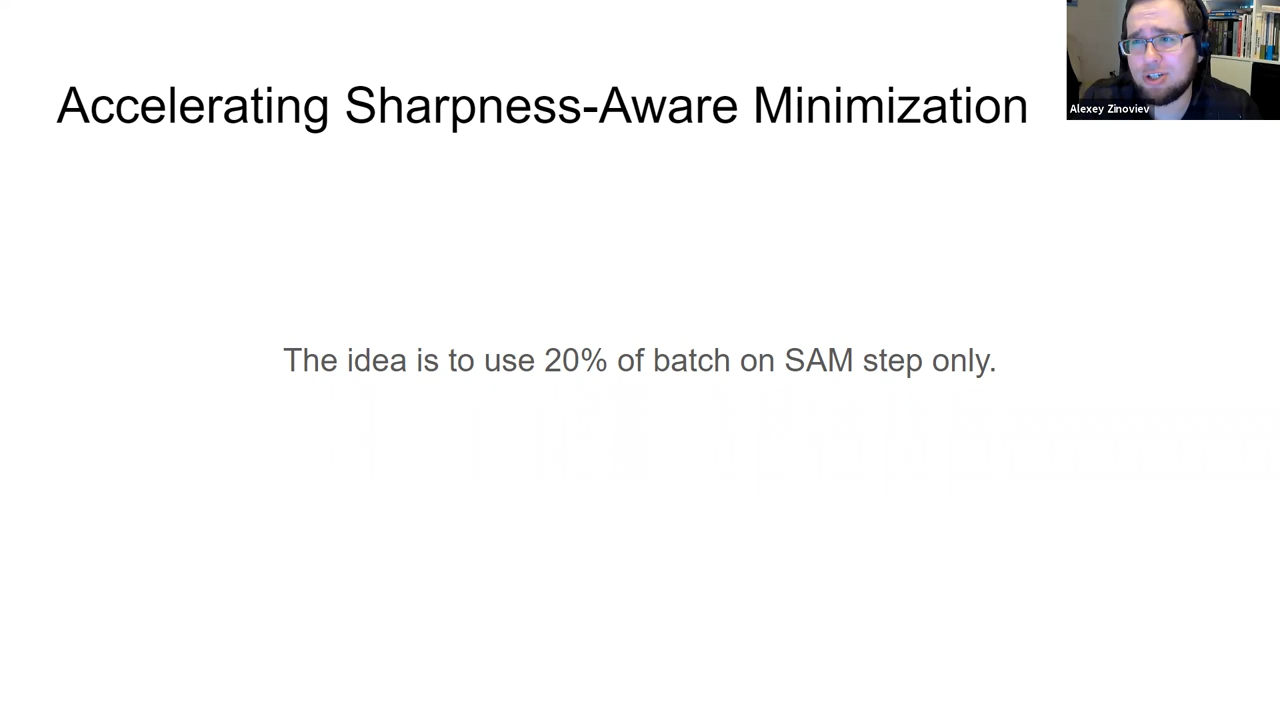 Accelerating Sharpness-Aware Minimization
Alexey Zinoviev
The idea is to use 20% of batch on SAM step only.